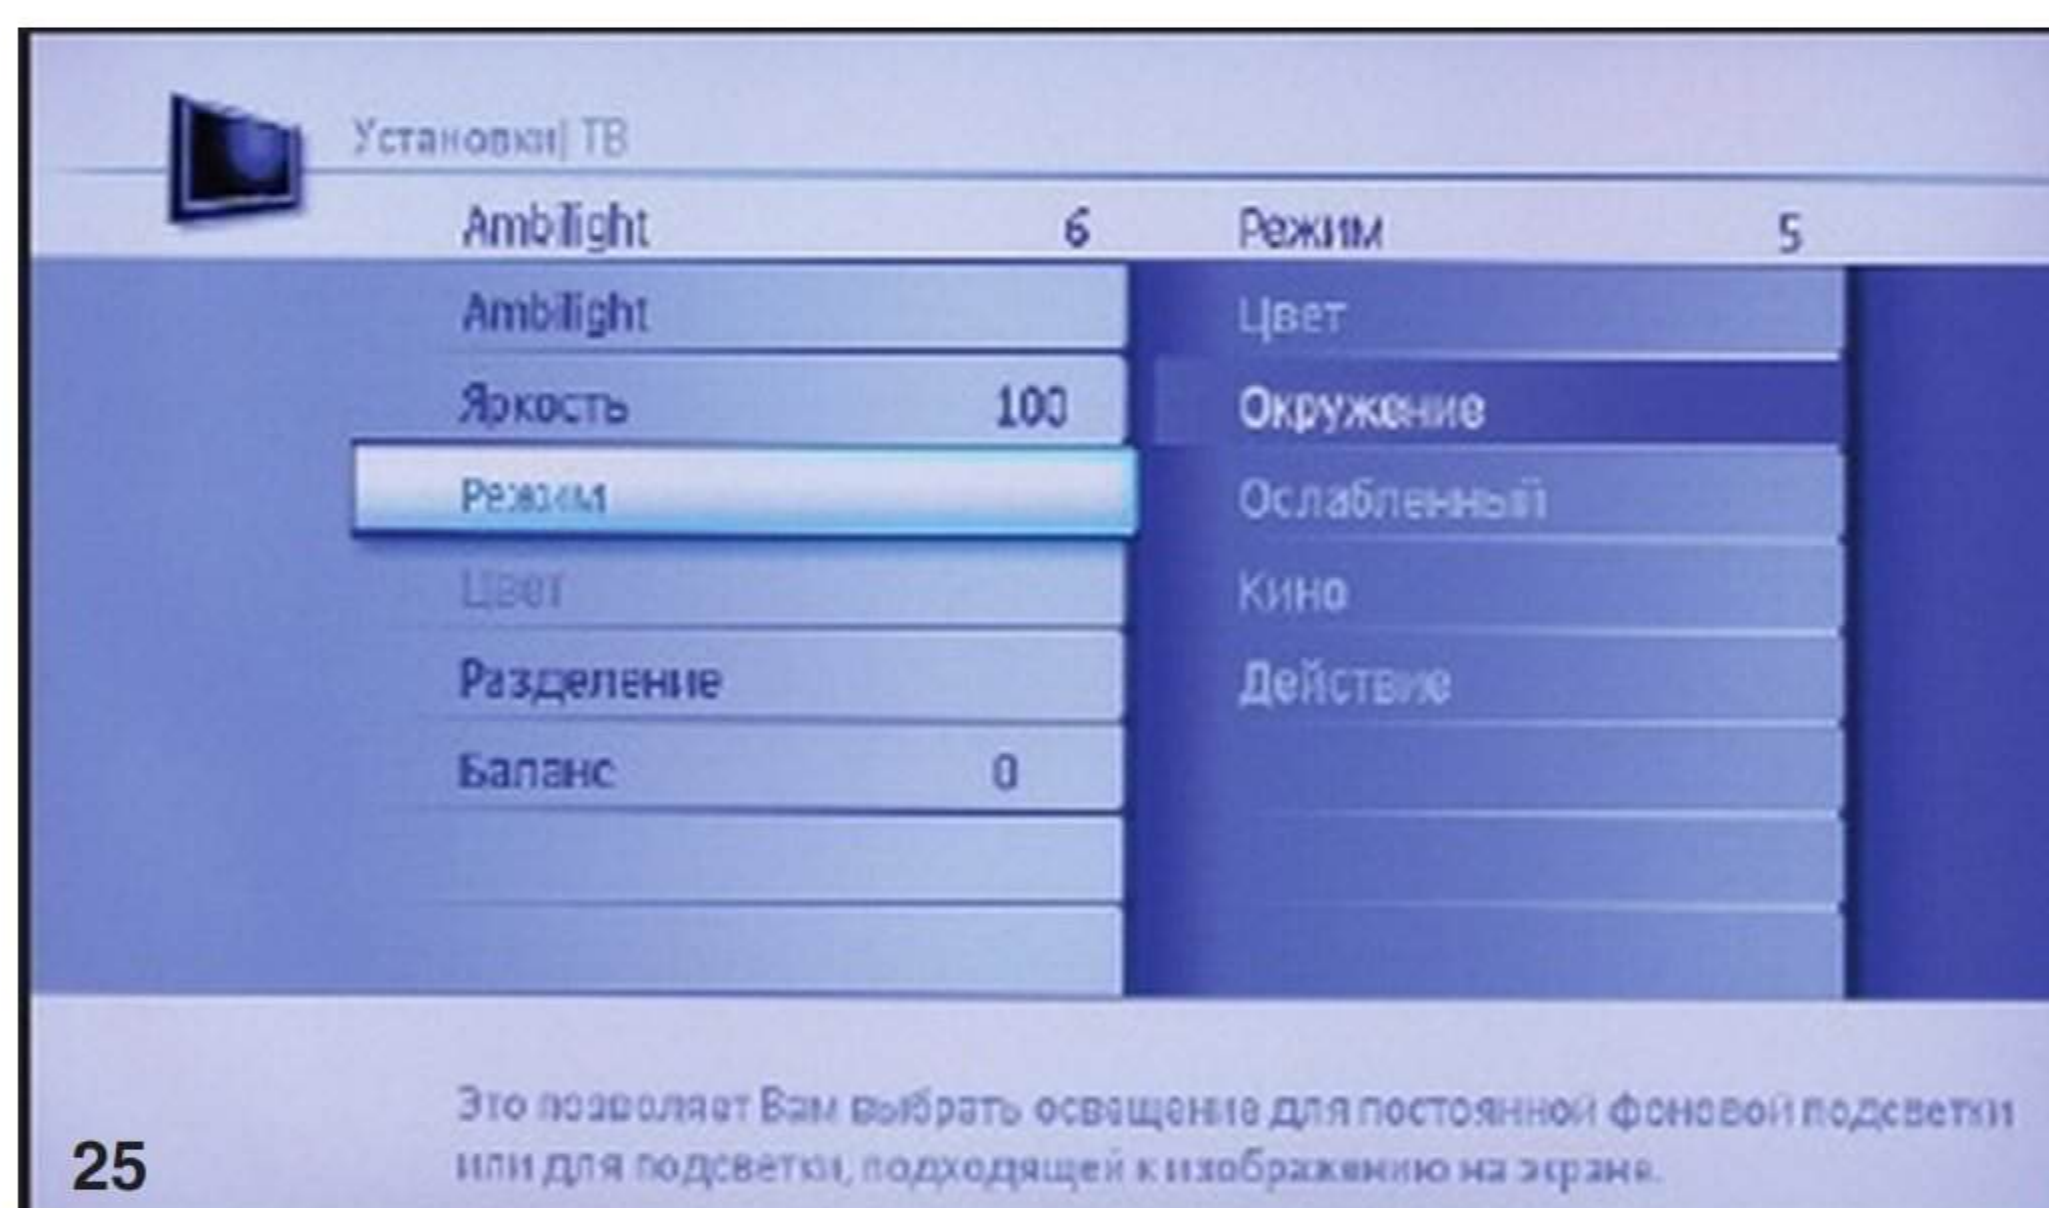 Установки| ТВ
Ambilight 6 Режим 5
Ambilight Цвет
Яркость 100 Окружение
Режим Ослабленный
Цвет Кино
Разделение Действие
Баланс 0
Это позволяет Вам выбрать освещение для постоянной фоновой подсветки
или для подсветки, подходящей к изображению на экране.
25